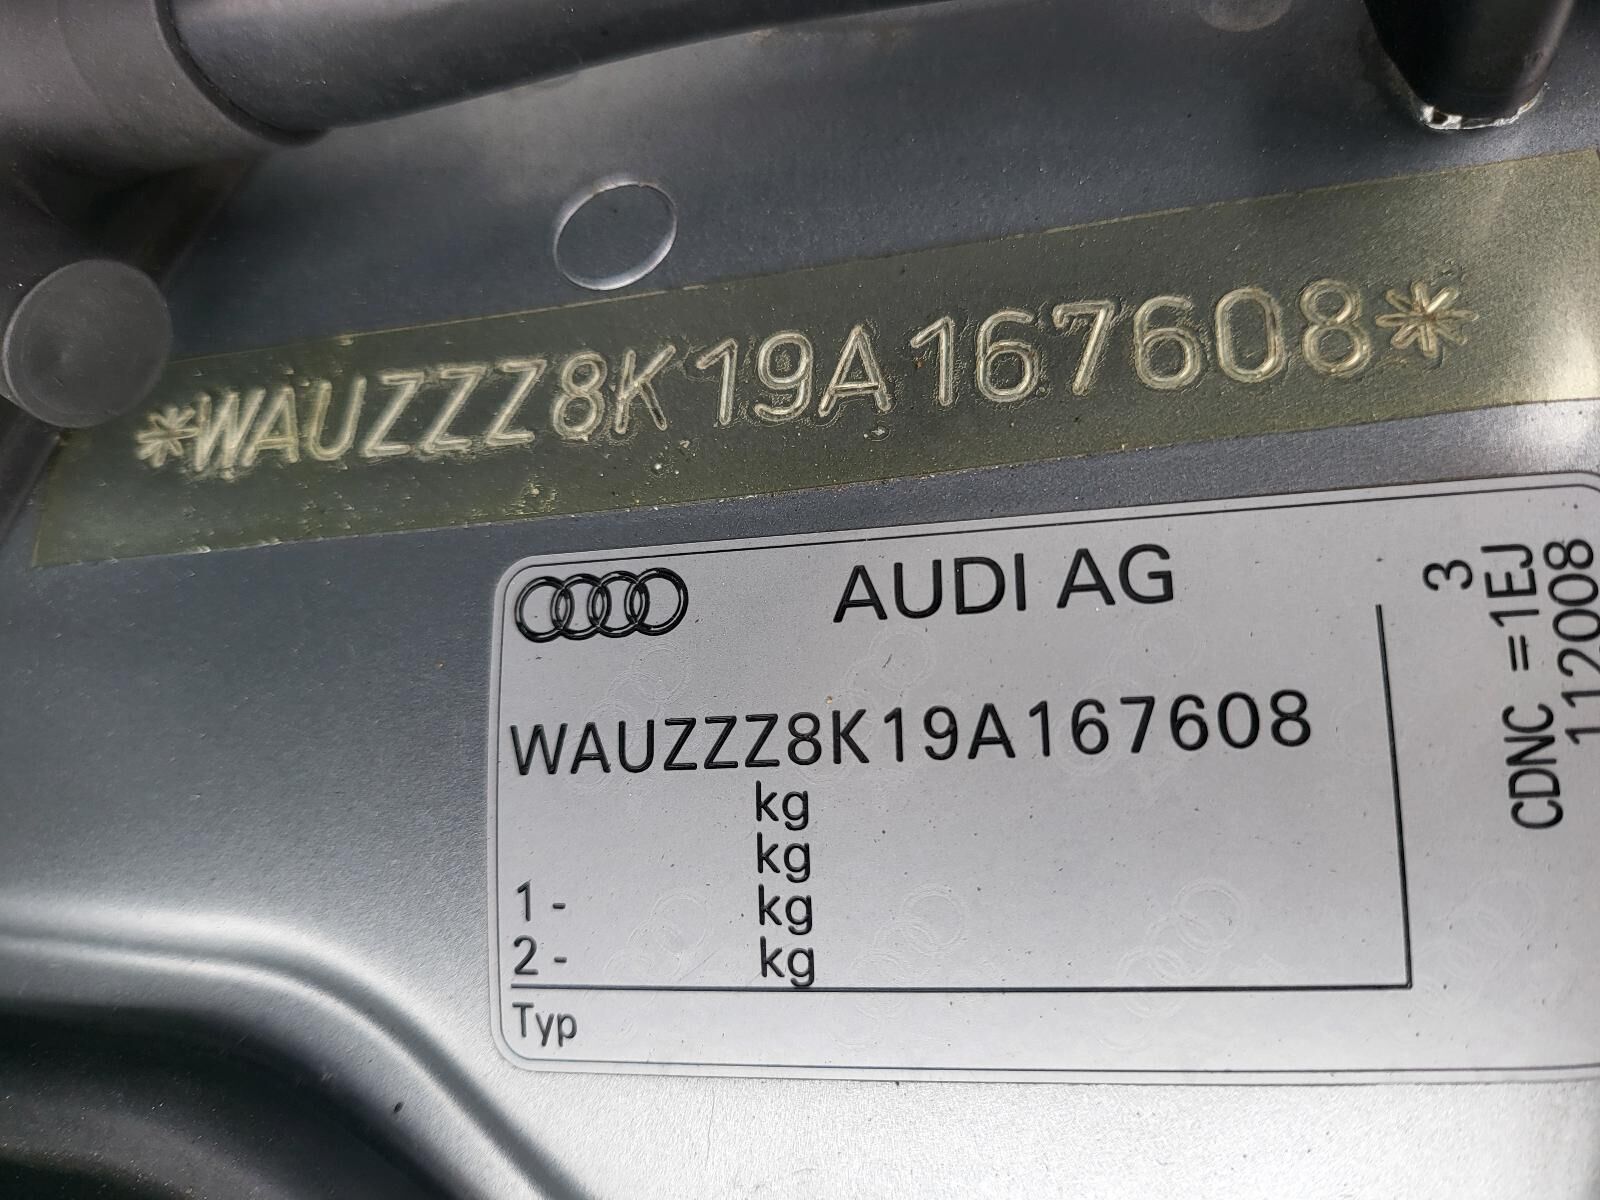 *WAUZZZ8K19A167608*
AUDI AG
WAUZZZ8K19A167608
kg
kg
1 - kg
2 - kg
Typ
3
CDNC =1EJ
112008